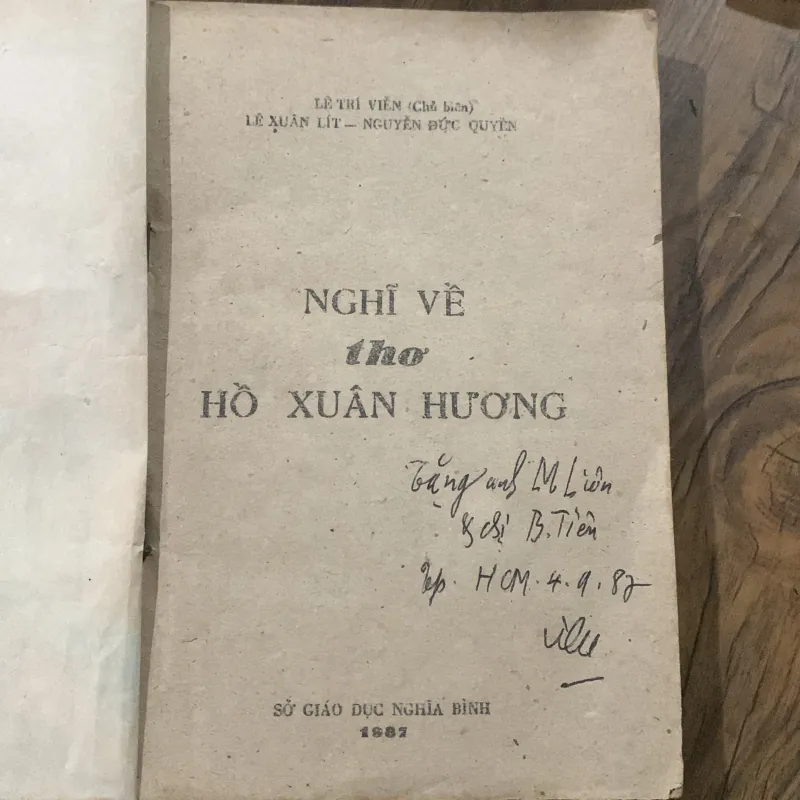 LÊ TRÍ VIỄN (Chủ biên)
LÊ XUÂN LÍT — NGUYỄN ĐỨC QUYỀN
NGHĨ VỀ
thơ
HỒ XUÂN HƯƠNG
Tặng anh M Liên
& chị B. Tiên
Tp. HCM. 4.9.87
SỞ GIÁO DỤC NGHĨA BÌNH
1987